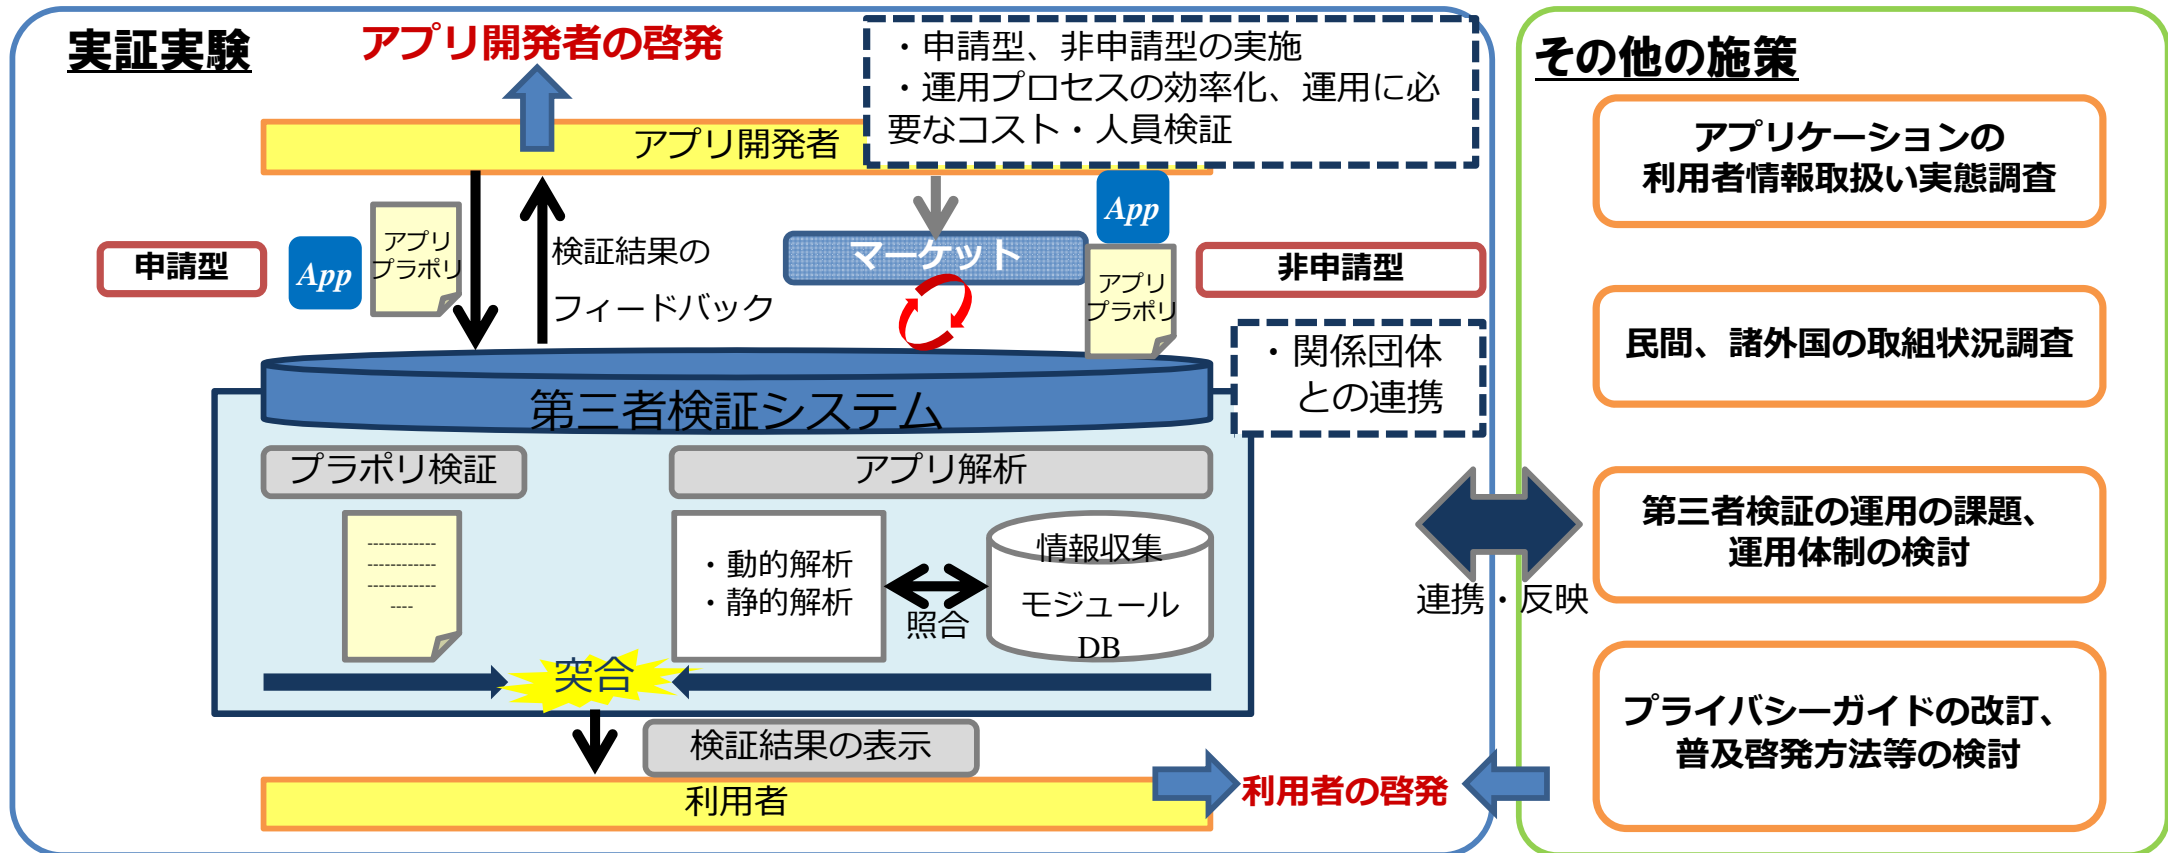 実証実験
アプリ開発者の啓発
・申請型、非申請型の実施
・運用プロセスの効率化、運用に必
要なコスト・人員検証
アプリ開発者
申請型
App
アプリ
プラポリ
検証結果の
フィードバック
マーケット
App
アプリ
プラポリ
非申請型
・関係団体
との連携
第三者検証システム
プラポリ検証
アプリ解析
------------
------------
------------
----
・動的解析
・静的解析
照合
情報収集
モジュール
DB
突合
検証結果の表示
利用者
利用者の啓発
連携・反映
その他の施策
アプリケーションの
利用者情報取扱い実態調査
民間、諸外国の取組状況調査
第三者検証の運用の課題、
運用体制の検討
プライバシーガイドの改訂、
普及啓発方法等の検討